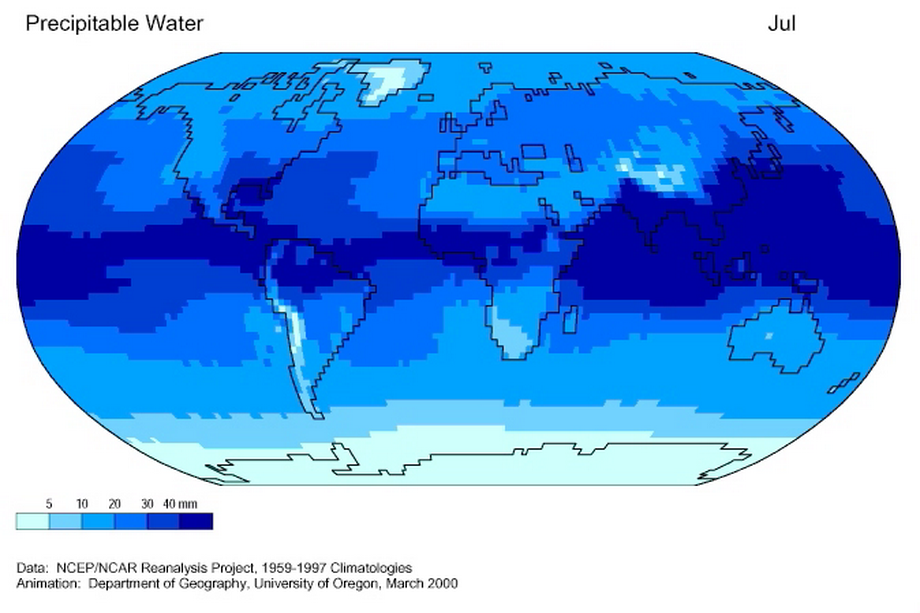 Precipitable Water
Jul
5 10 20 30 40 mm
Data: NCEP/NCAR Reanalysis Project, 1959-1997 Climatologies
Animation: Department of Geography, University of Oregon, March 2000